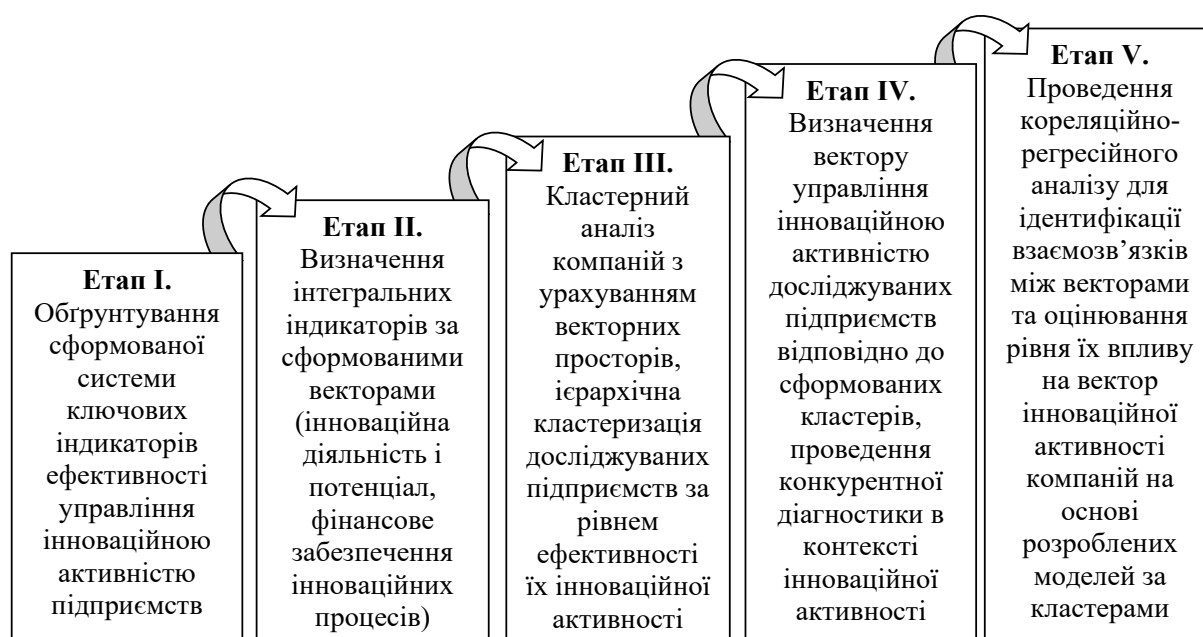 Етап I.
Обґрунтування
сформованої
системи
ключових
індикаторів
ефективності
управління
інноваційною
активністю
підприємств
Етап II.
Визначення
інтегральних
індикаторів за
сформованими
векторами
(інноваційна
діяльність і
потенціал,
фінансове
забезпечення
інноваційних
процесів)
Етап III.
Кластерний
аналіз
компаній з
урахуванням
векторних
просторів,
ієрархічна
кластеризація
досліджуваних
підприємств за
рівнем
ефективності
їх інноваційної
активності
Етап IV.
Визначення
вектору
управління
інноваційною
активністю
досліджуваних
підприємств
відповідно до
сформованих
кластерів,
проведення
конкурентної
діагностики в
контексті
інноваційної
активності
Етап V.
Проведення
кореляційно-
регресійного
аналізу для
ідентифікації
взаємозв’язків
між векторами
та оцінювання
рівня їх впливу
на вектор
інноваційної
активності
компаній на
основі
розроблених
моделей за
кластерами